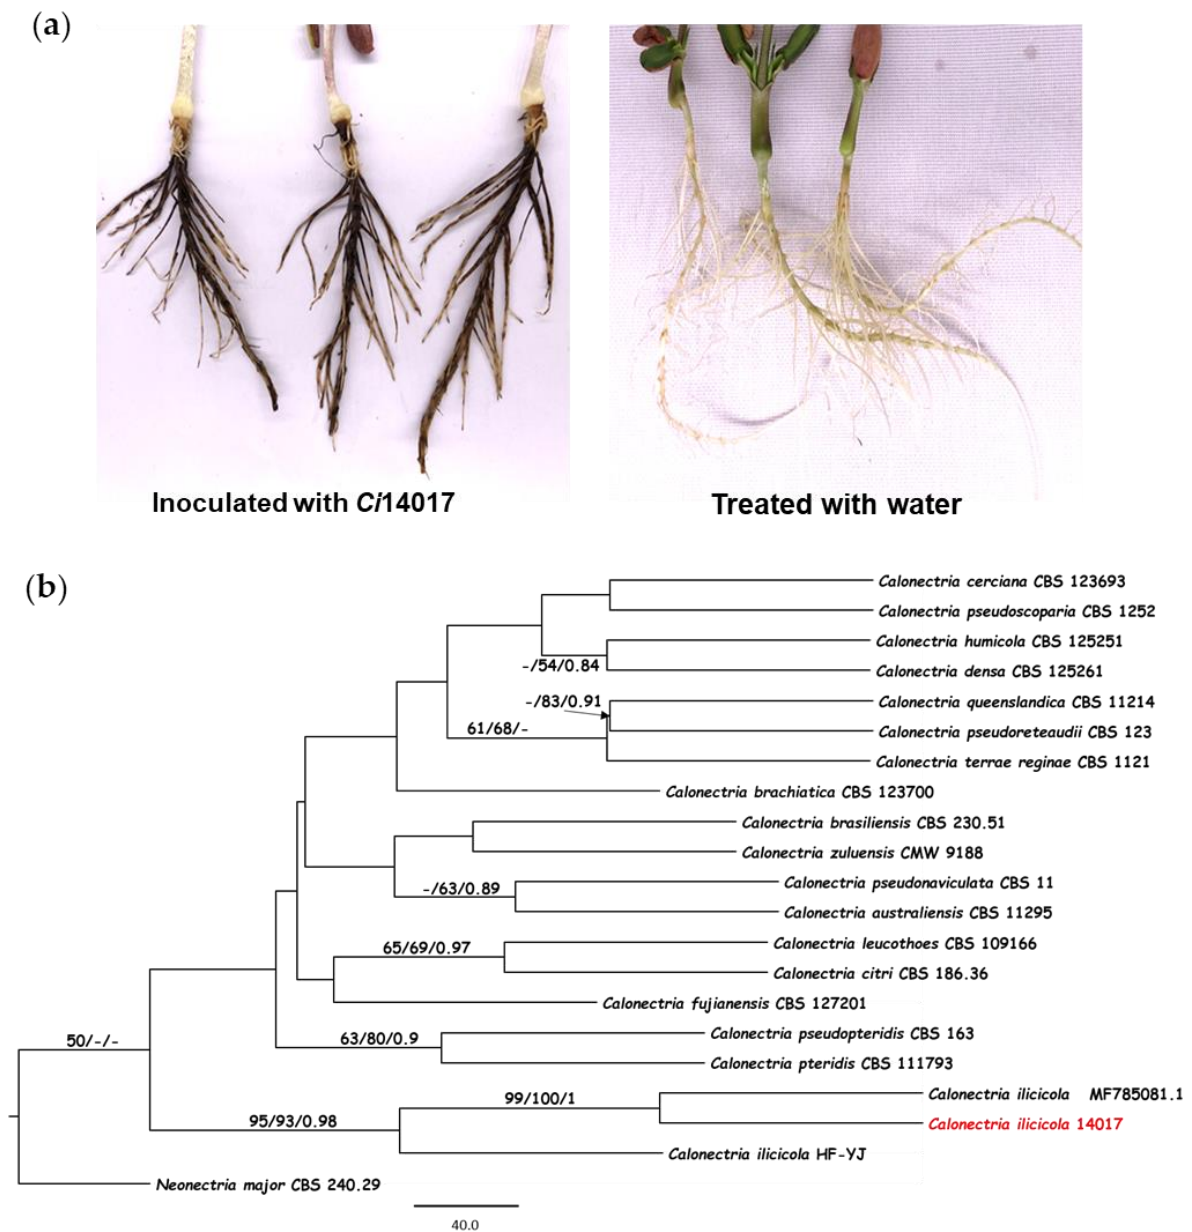 (a)
Inoculated with Ci14017
Treated with water
(b)
Calonectria cerciana CBS 123693
Calonectria pseudoscoparia CBS 1252
Calonectria humicola CBS 125251
-/54/0.84
Calonectria densa CBS 125261
-/83/0.91
Calonectria queenslandica CBS 11214
61/68/-
Calonectria pseudoreteaudii CBS 123
Calonectria terrae reginae CBS 1121
Calonectria brachiatica CBS 123700
Calonectria brasiliensis CBS 230.51
Calonectria zuluensis CMW 9188
-/63/0.89
Calonectria pseudonaviculata CBS 11
Calonectria australiensis CBS 11295
65/69/0.97
Calonectria leucothoes CBS 109166
Calonectria citri CBS 186.36
Calonectria fujianensis CBS 127201
50/-/-
63/80/0.9
Calonectria pseudopteridis CBS 163
Calonectria pteridis CBS 111793
99/100/1
Calonectria ilicicola MF785081.1
95/93/0.98
Calonectria ilicicola 14017
Calonectria ilicicola HF-YJ
Neonectria major CBS 240.29
40.0